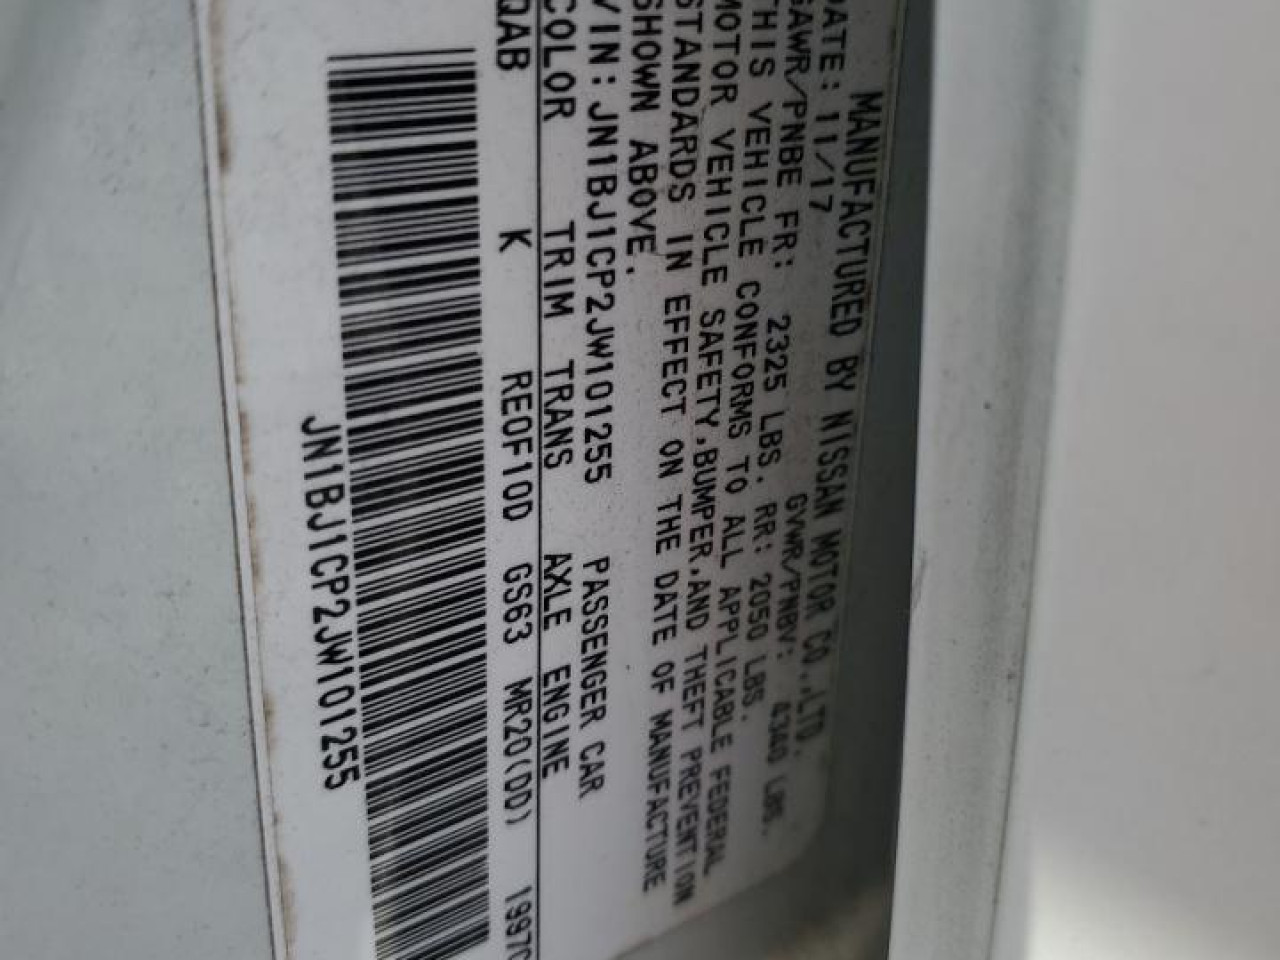 MANUFACTURED BY NISSAN MOTOR CO.,LTD.
DATE: 11/17 GVWR/PNBV: 4340 LBS.
GAWR/PNBE FR: 2325 LBS. RR: 2050 LBS.
THIS VEHICLE CONFORMS TO ALL APPLICABLE FEDERAL
MOTOR VEHICLE SAFETY,BUMPER,AND THEFT PREVENTION
STANDARDS IN EFFECT ON THE DATE OF MANUFACTURE
SHOWN ABOVE.
VIN: JN1BJ1CP2JW101255 PASSENGER CAR
COLOR TRIM TRANS AXLE ENGINE
QAB K RE0F10D GS63 MR20(DD) 1997C
JN1BJ1CP2JW101255